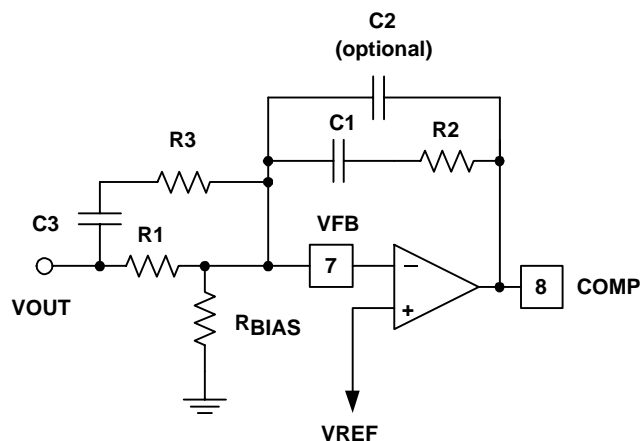 C2
(optional)
C1
R2
R3
C3
R1
VFB
7
−
+
8
COMP
VOUT
RBIAS
VREF